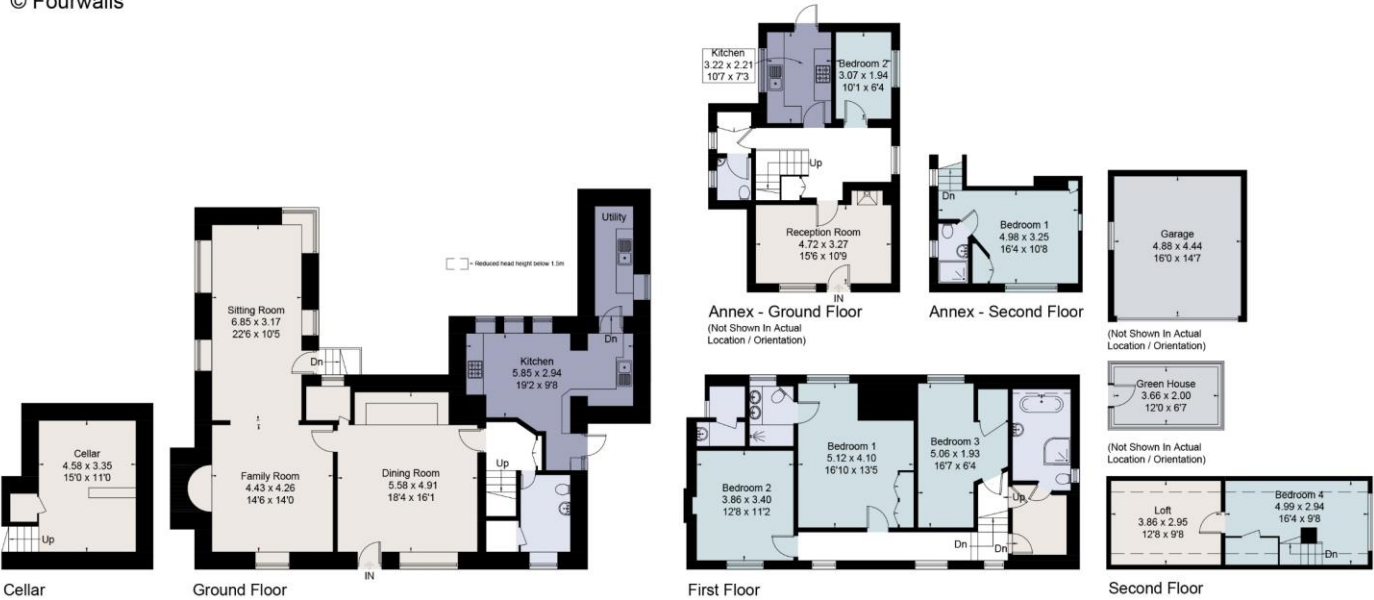 © Fourwalls
Kitchen
3.22 x 2.21
10'7 x 7'3
Bedroom 2
3.07 x 1.94
10'1 x 6'4
Up
Reception Room
4.72 x 3.27
15'6 x 10'9
IN
Annex - Ground Floor
(Not Shown In Actual
Location / Orientation)
Dn
Bedroom 1
4.98 x 3.25
16'4 x 10'8
Annex - Second Floor
Garage
4.88 x 4.44
16'0 x 14'7
(Not Shown In Actual
Location / Orientation)
Green House
3.66 x 2.00
12'0 x 6'7
(Not Shown In Actual
Location / Orientation)
= Reduced head height below 1.5m
Cellar
4.58 x 3.35
15'0 x 11'0
Up
Cellar
Sitting Room
6.85 x 3.17
22'6 x 10'5
Dn
Utility
Dn
Kitchen
5.85 x 2.94
19'2 x 9'8
Family Room
4.43 x 4.26
14'6 x 14'0
Dining Room
5.58 x 4.91
18'4 x 16'1
Up
IN
Ground Floor
Bedroom 2
3.86 x 3.40
12'8 x 11'2
Bedroom 1
5.12 x 4.10
16'10 x 13'5
Bedroom 3
5.06 x 1.93
16'7 x 6'4
Up
Dn
Dn
First Floor
Loft
3.86 x 2.95
12'8 x 9'8
Bedroom 4
4.99 x 2.94
16'4 x 9'8
Dn
Second Floor